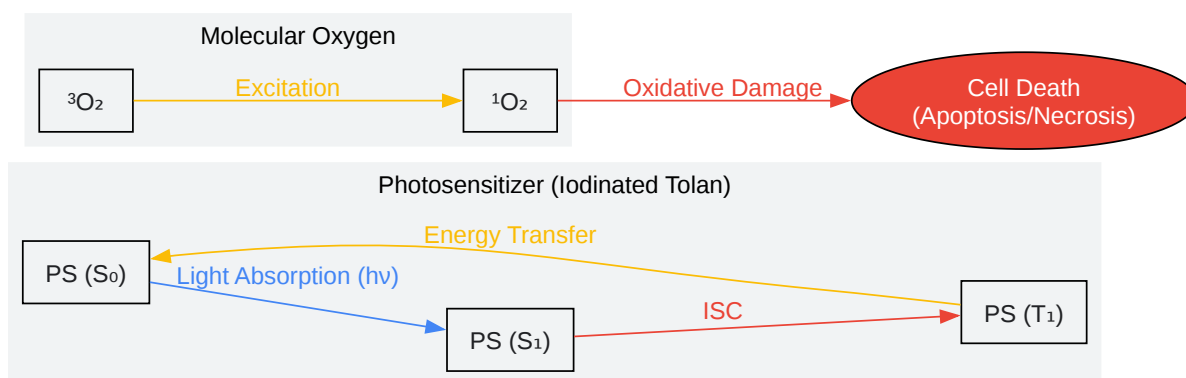 Molecular Oxygen
³O₂
Excitation
¹O₂
Oxidative Damage
Cell Death
(Apoptosis/Necrosis)
Photosensitizer (Iodinated Tolan)
Energy Transfer
PS (S₀)
Light Absorption (hν)
PS (S₁)
ISC
PS (T₁)